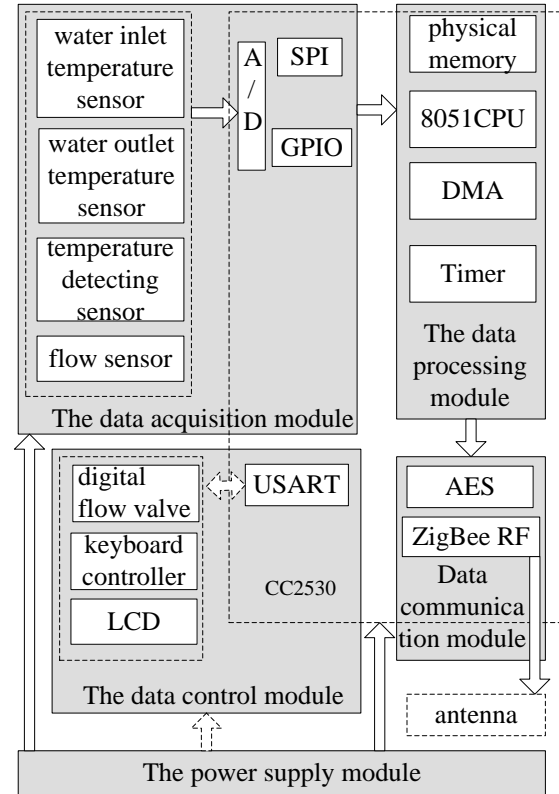 water inlet
temperature
sensor
water outlet
temperature
sensor
temperature
detecting
sensor
flow sensor
A
/
D
SPI
GPIO
The data acquisition module
physical
memory
8051CPU
DMA
Timer
The data
processing
module
digital
flow valve
keyboard
controller
LCD
USART
CC2530
The data control module
AES
ZigBee RF
Data
communica
tion module
antenna
The power supply module